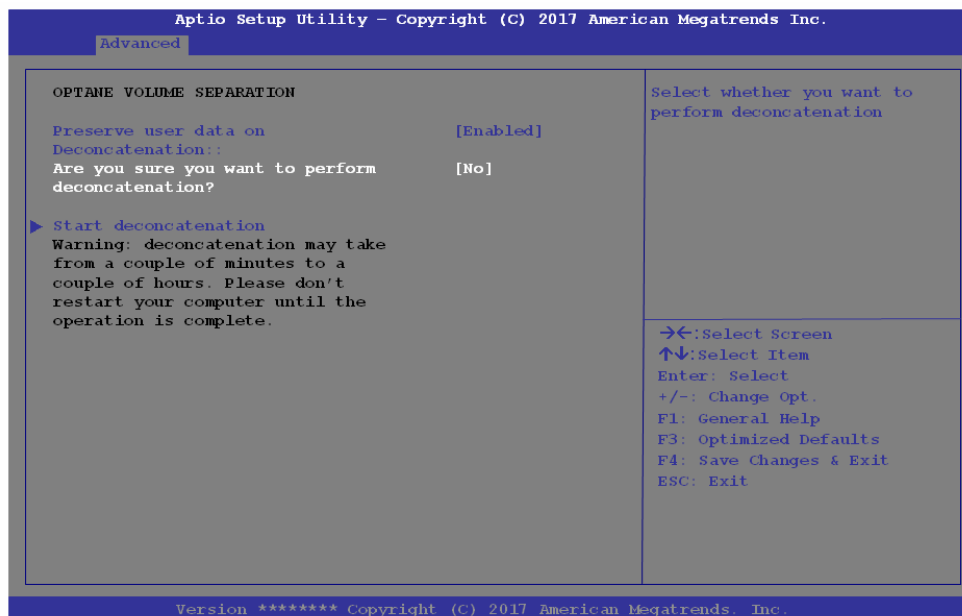 Aptio Setup Utility – Copyright (C) 2017 American Megatrends Inc.
Advanced
OPTANE VOLUME SEPARATION
Preserve user data on [Enabled]
Deconcatenation::
Are you sure you want to perform [No]
deconcatenation?
Start deconcatenation
Warning: deconcatenation may take
from a couple of minutes to a
couple of hours. Please don't
restart your computer until the
operation is complete.
Select whether you want to
perform deconcatenation
→←:Select Screen
↑↓:Select Item
Enter: Select
+/-: Change Opt.
F1: General Help
F3: Optimized Defaults
F4: Save Changes & Exit
ESC: Exit
Version ******** Copyright (C) 2017 American Megatrends. Inc.